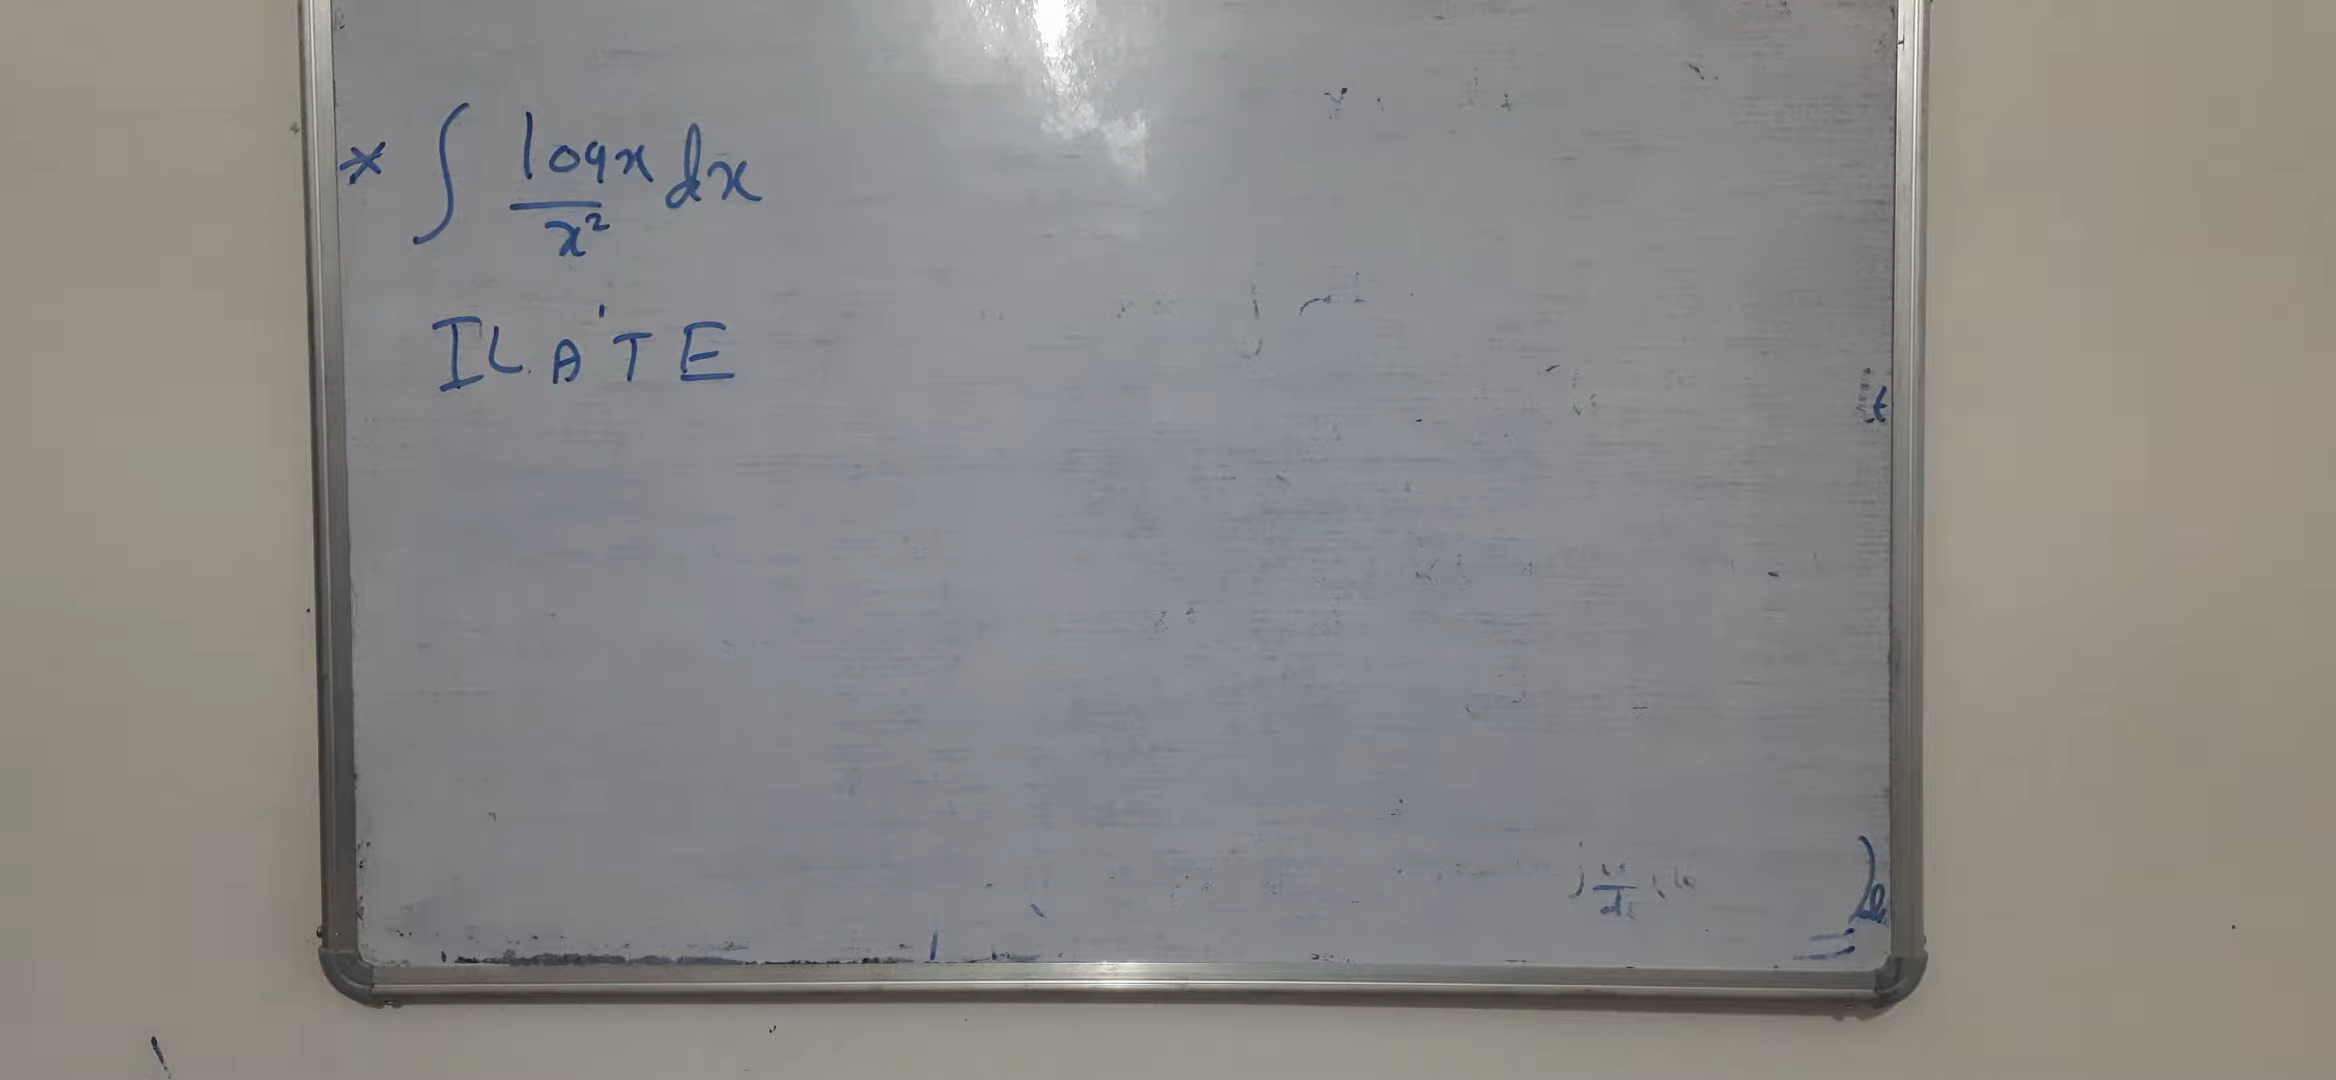 * ∫ logx/x² dx
ILATE